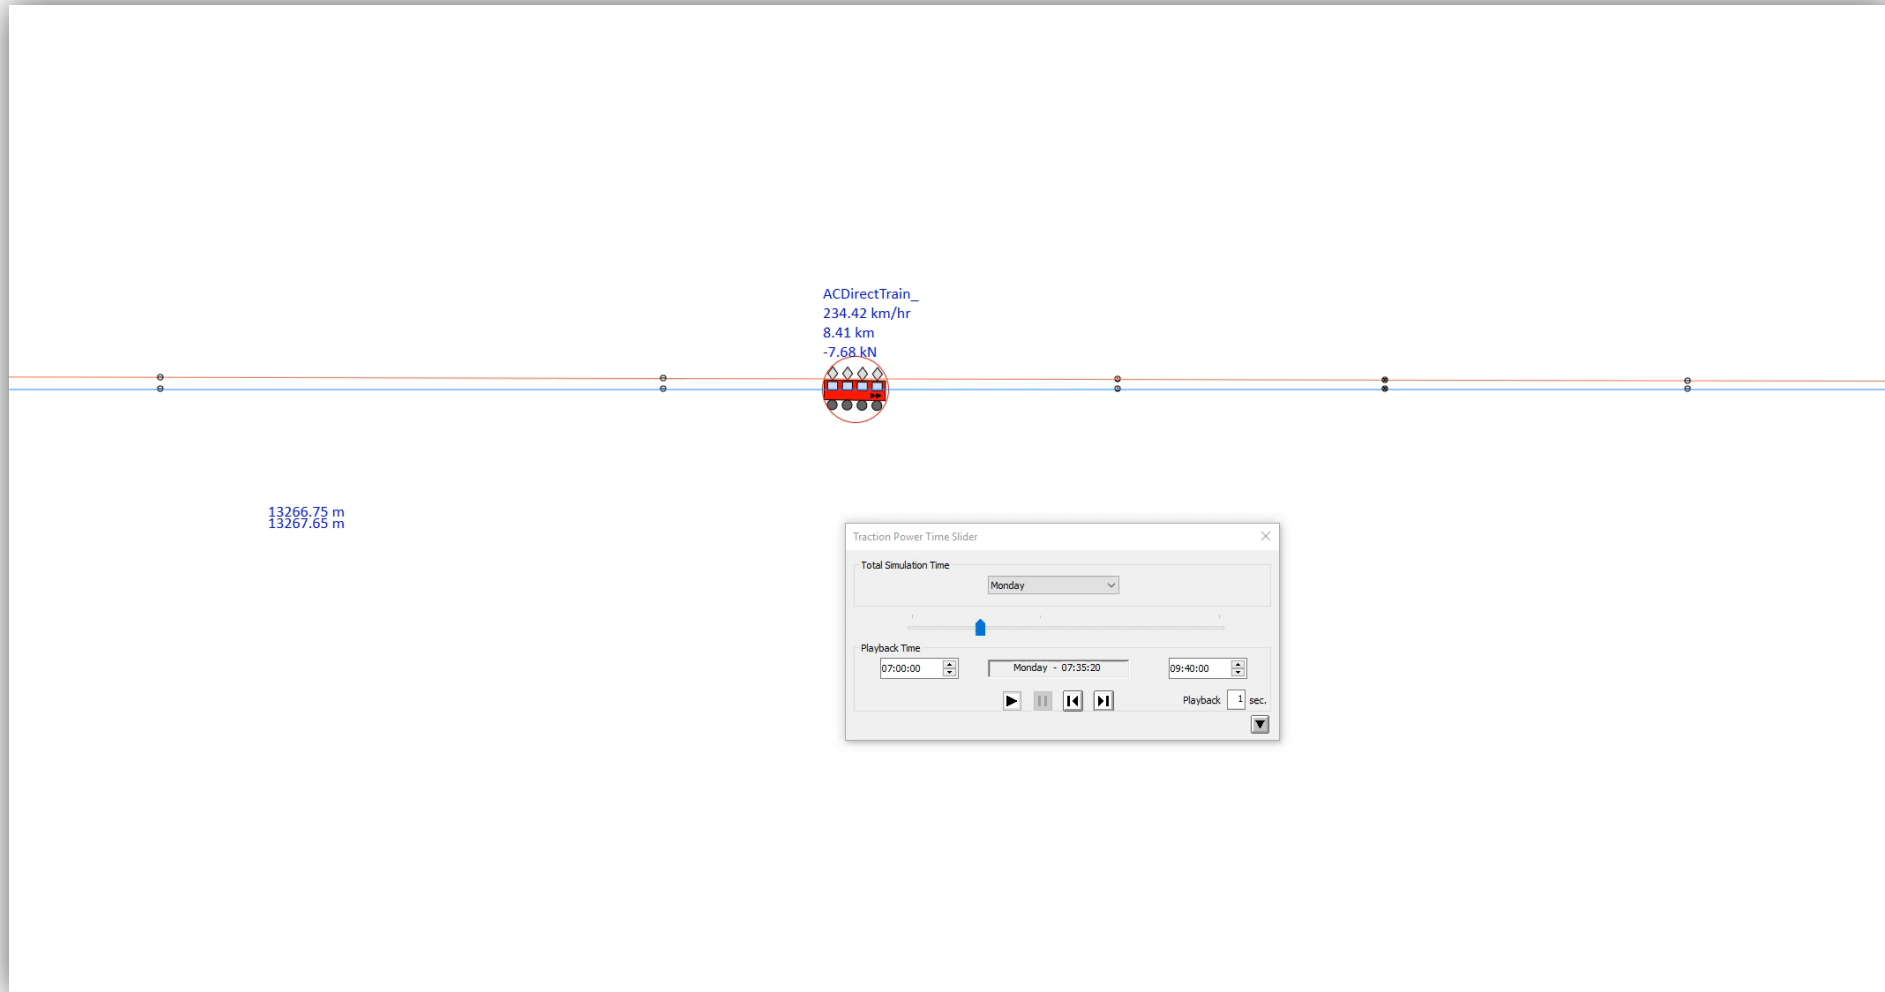 ACDirectTrain_
234.42 km/hr
8.41 km
-7.68 kN
13266.75 m
13267.65 m
Traction Power Time Slider
Total Simulation Time
Monday
Playback Time
07:00:00
Monday - 07:35:20
09:40:00
Playback 1 sec.